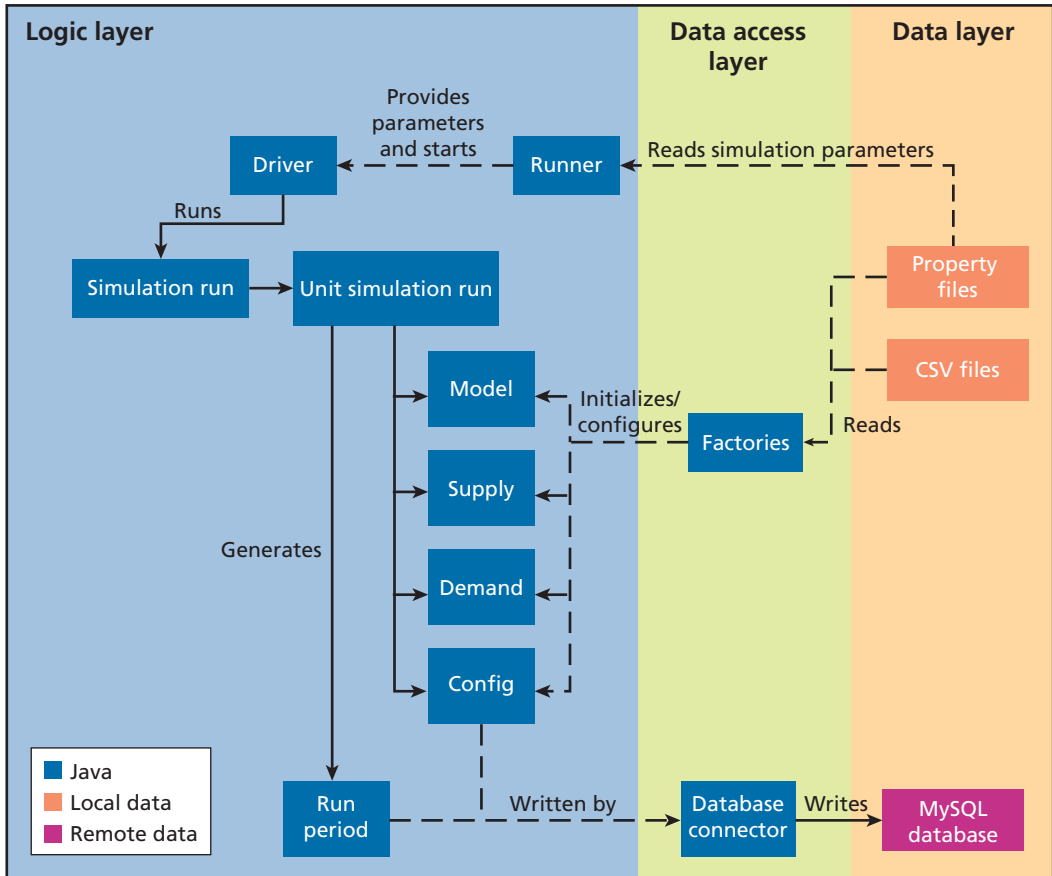 Logic layer
Data access
layer
Data layer
Provides
parameters
and starts
Driver
Runner
Reads simulation parameters
Runs
Simulation run
Unit simulation run
Property
files
CSV files
Model
Initializes/
configures
Factories
Reads
Supply
Generates
Demand
Config
Java
Local data
Remote data
Run
period
Written by
Database
connector
Writes
MySQL
database